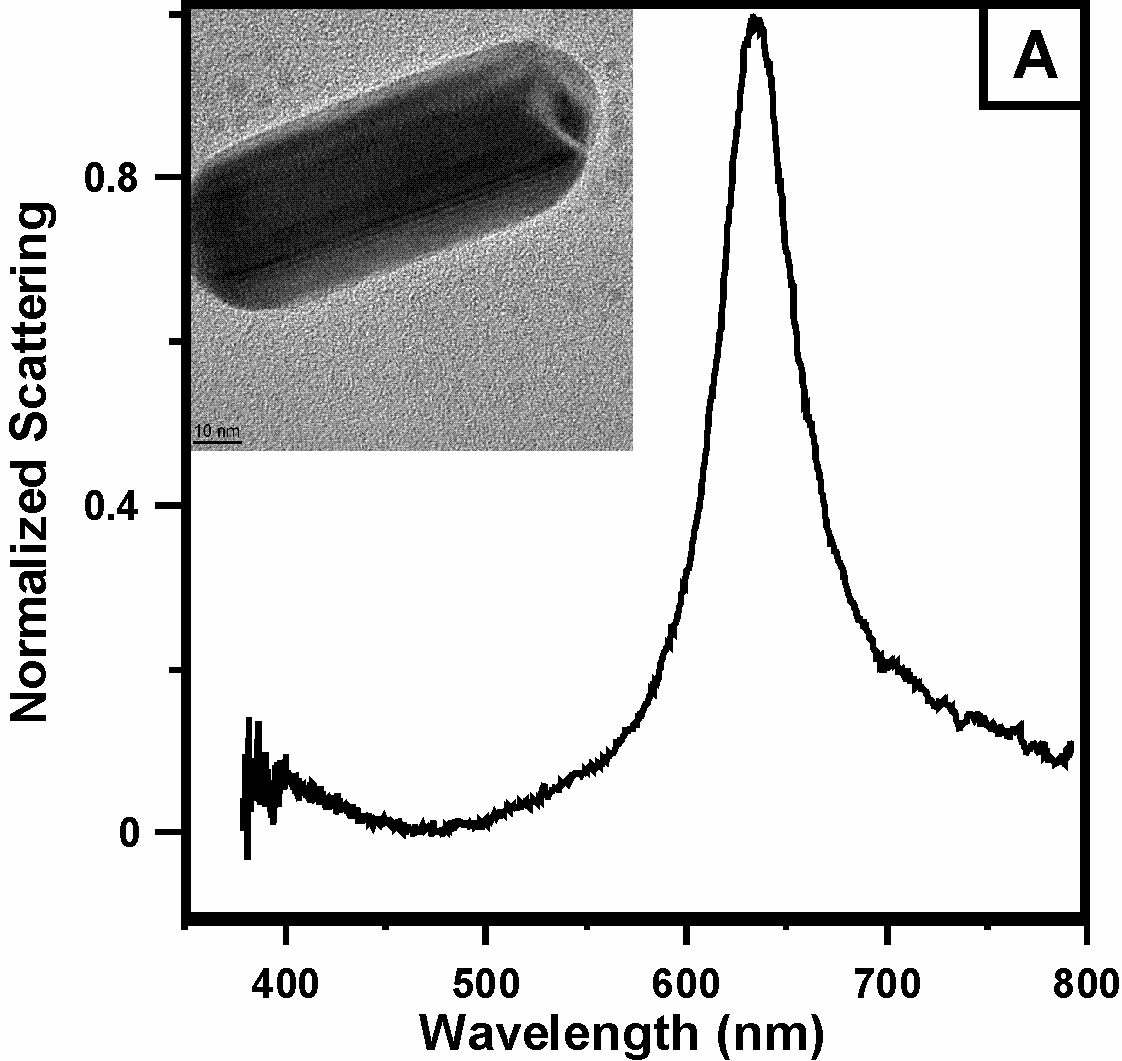 A
Normalized Scattering
0.8
0.4
0
10 nm
400 500 600 700 800
Wavelength (nm)